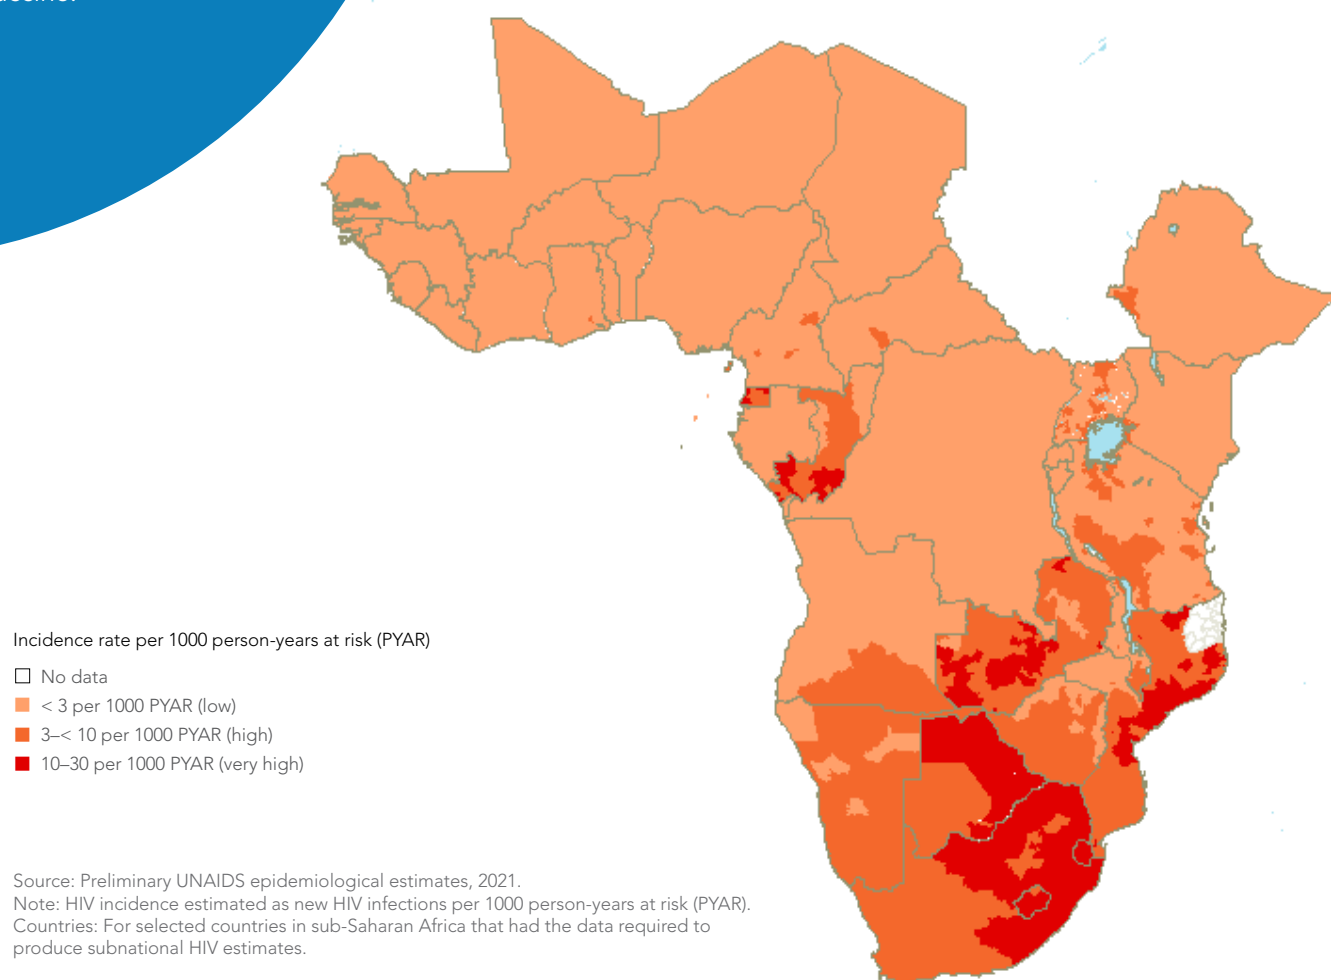 Incidence rate per 1000 person-years at risk (PYAR)
No data
< 3 per 1000 PYAR (low)
3–< 10 per 1000 PYAR (high)
10–30 per 1000 PYAR (very high)
Source: Preliminary UNAIDS epidemiological estimates, 2021.
Note: HIV incidence estimated as new HIV infections per 1000 person-years at risk (PYAR).
Countries: For selected countries in sub-Saharan Africa that had the data required to
produce subnational HIV estimates.